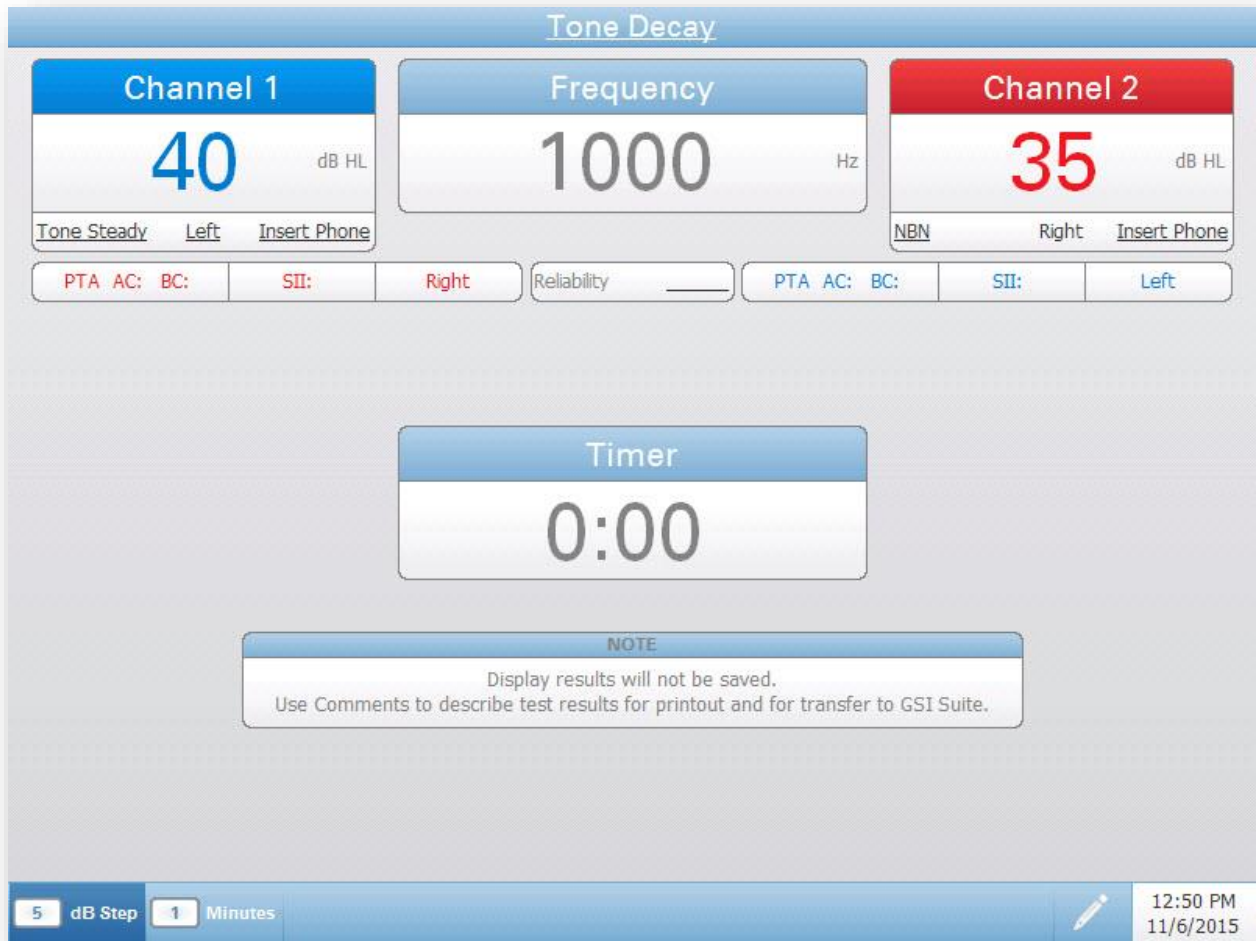 Tone Decay
Channel 1
Frequency
Channel 2
40 dB HL
1000 Hz
35 dB HL
Tone Steady Left Insert Phone
NBN Right Insert Phone
PTA AC: BC: SII: Right Reliability PTA AC: BC: SII: Left
Timer
0:00
NOTE
Display results will not be saved.
Use Comments to describe test results for printout and for transfer to GSI Suite.
5 dB Step 1 Minutes
12:50 PM
11/6/2015